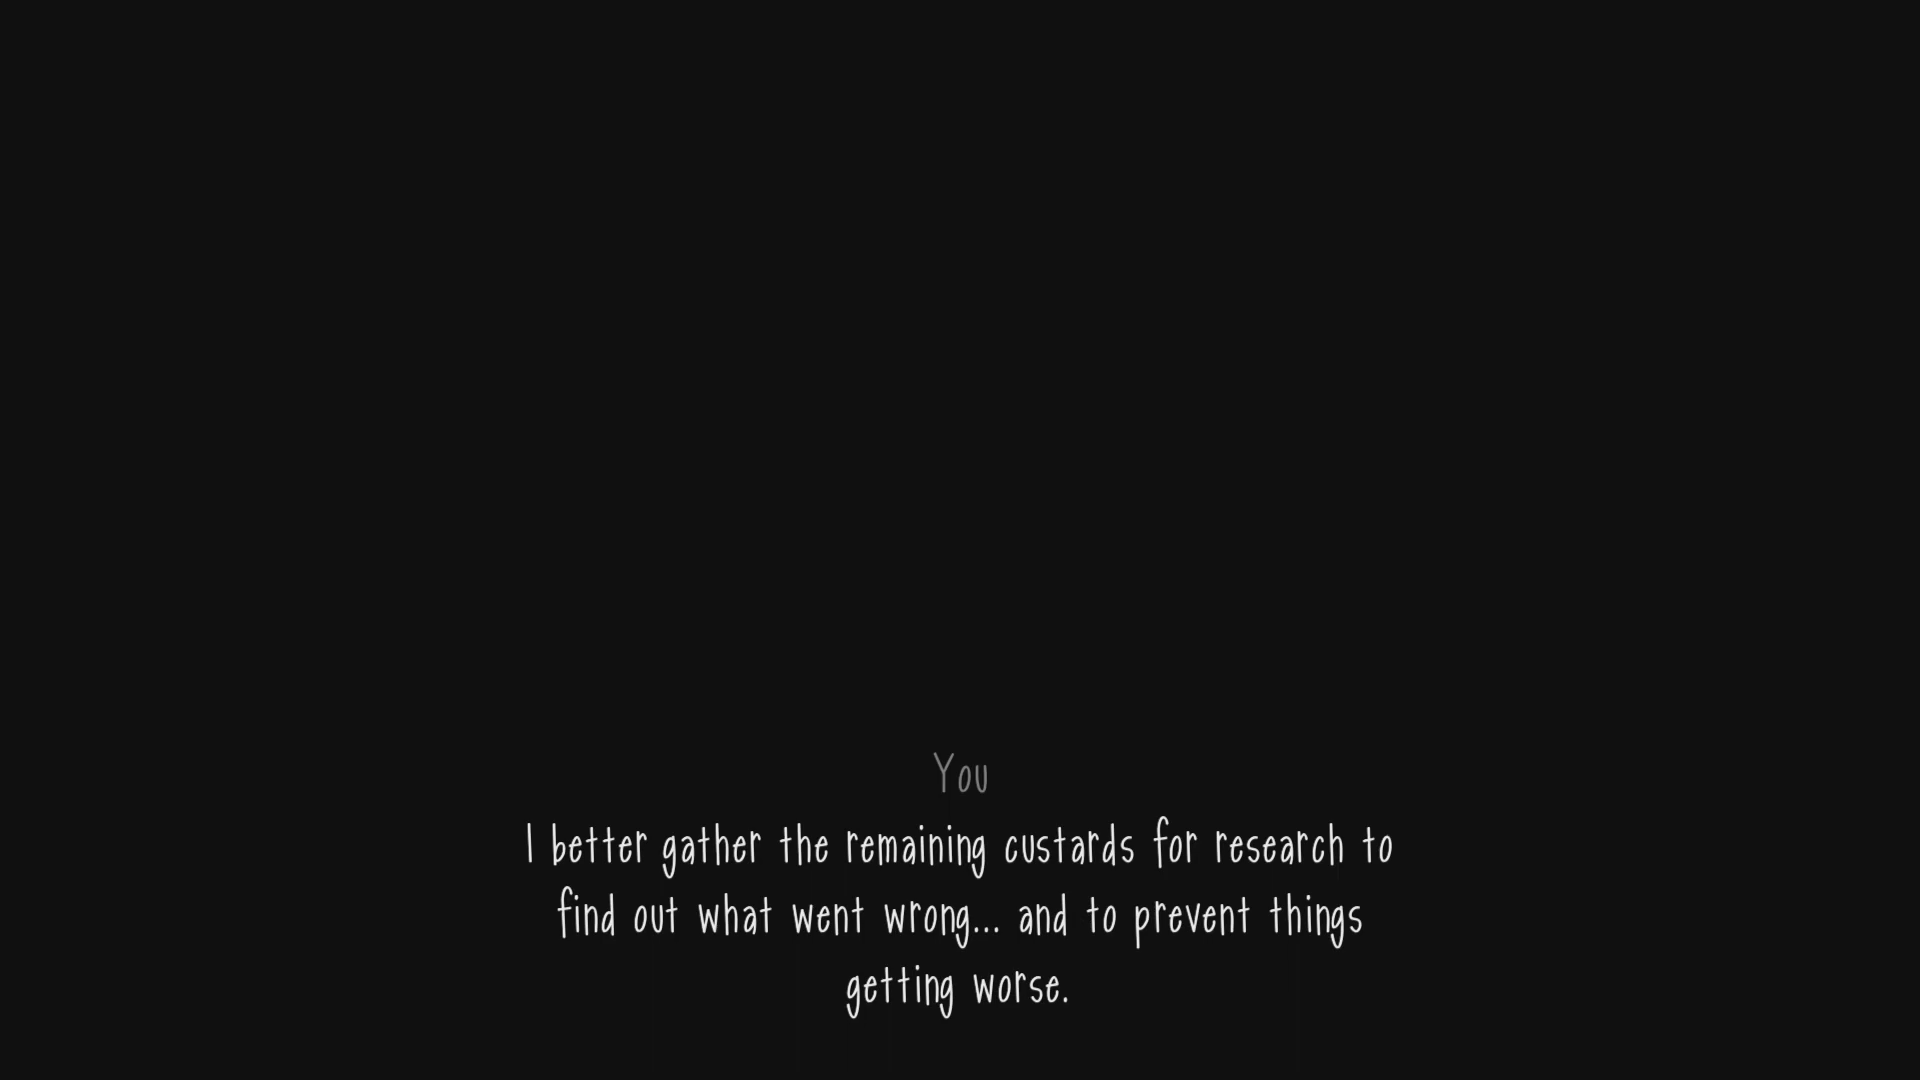 You
I better gather the remaining custards for research to
find out what went wrong... and to prevent things
getting worse.